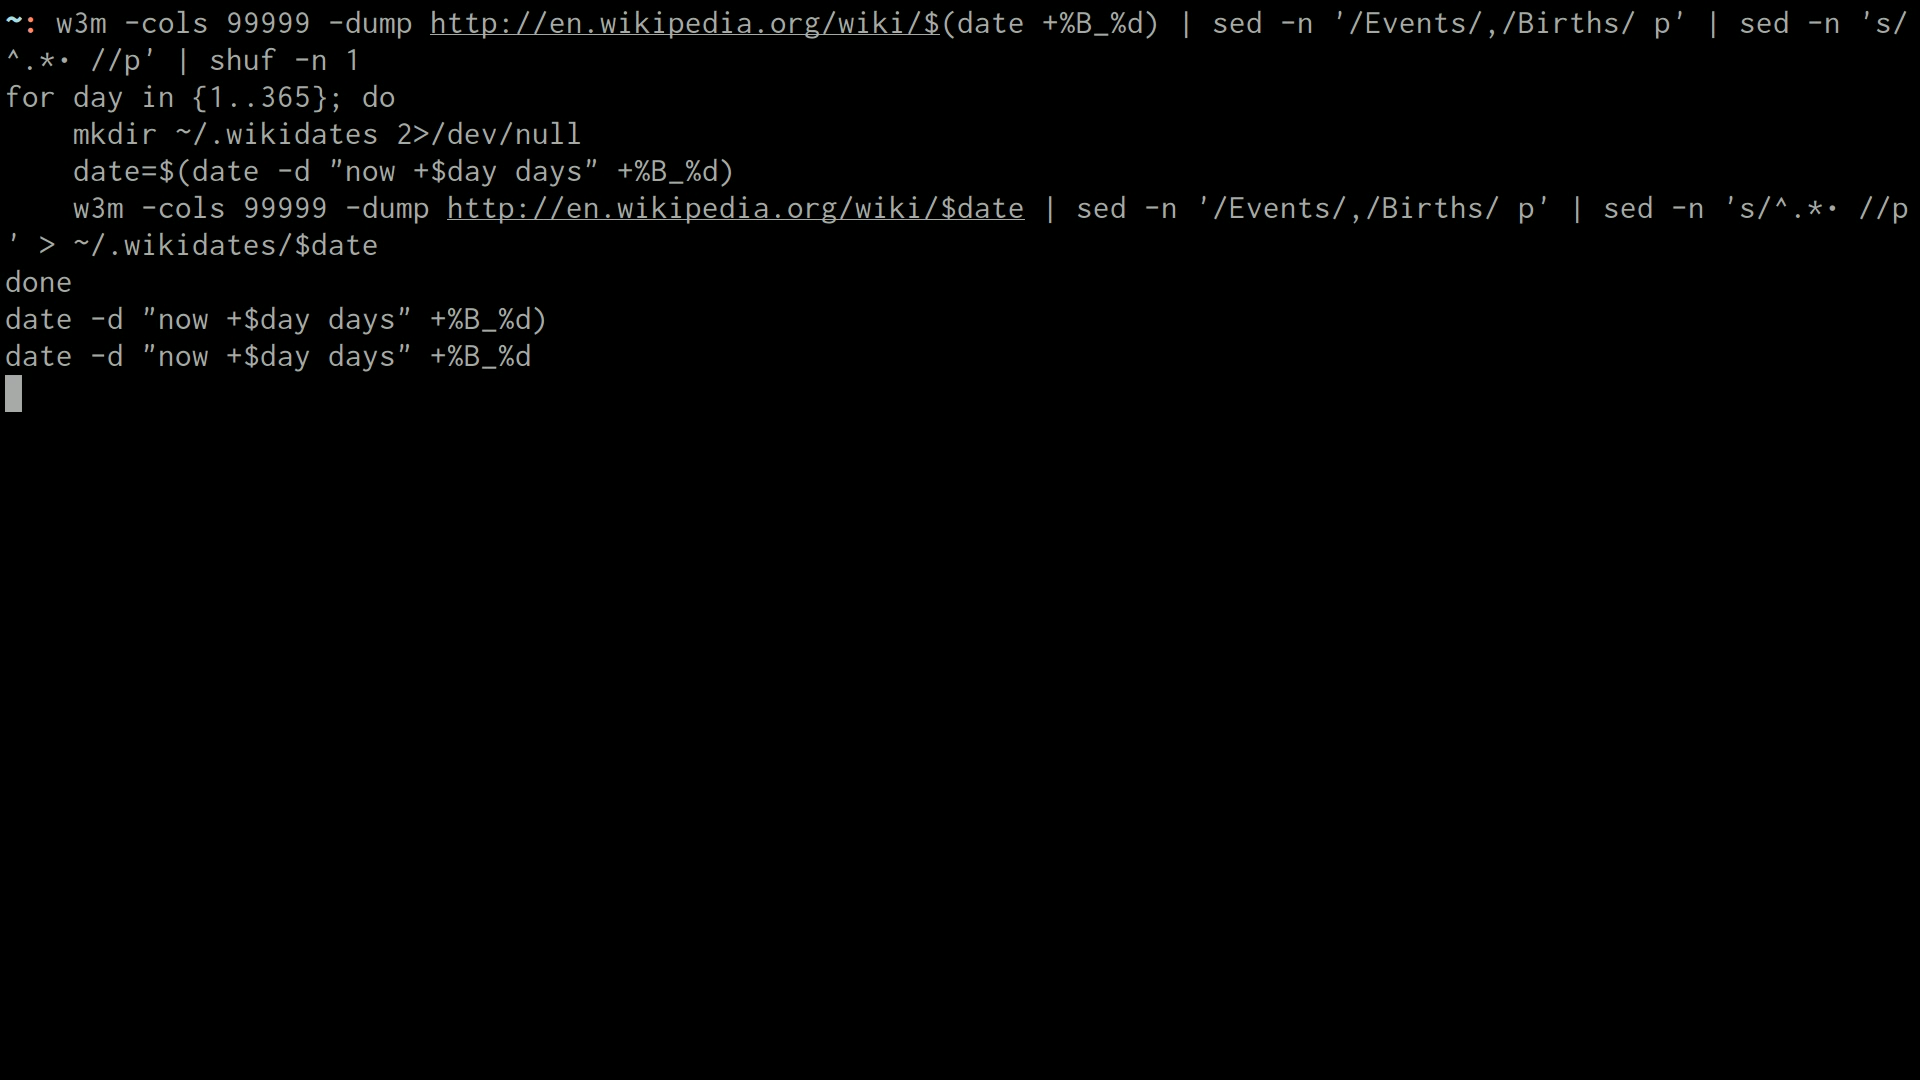 ~: w3m -cols 99999 -dump http://en.wikipedia.org/wiki/$(date +%B_%d) | sed -n '/Events/,/Births/ p' | sed -n 's/
^.*• //p' | shuf -n 1
for day in {1..365}; do
    mkdir ~/.wikidates 2>/dev/null
    date=$(date -d "now +$day days" +%B_%d)
    w3m -cols 99999 -dump http://en.wikipedia.org/wiki/$date | sed -n '/Events/,/Births/ p' | sed -n 's/^.*• //p
' > ~/.wikidates/$date
done
date -d "now +$day days" +%B_%d)
date -d "now +$day days" +%B_%d